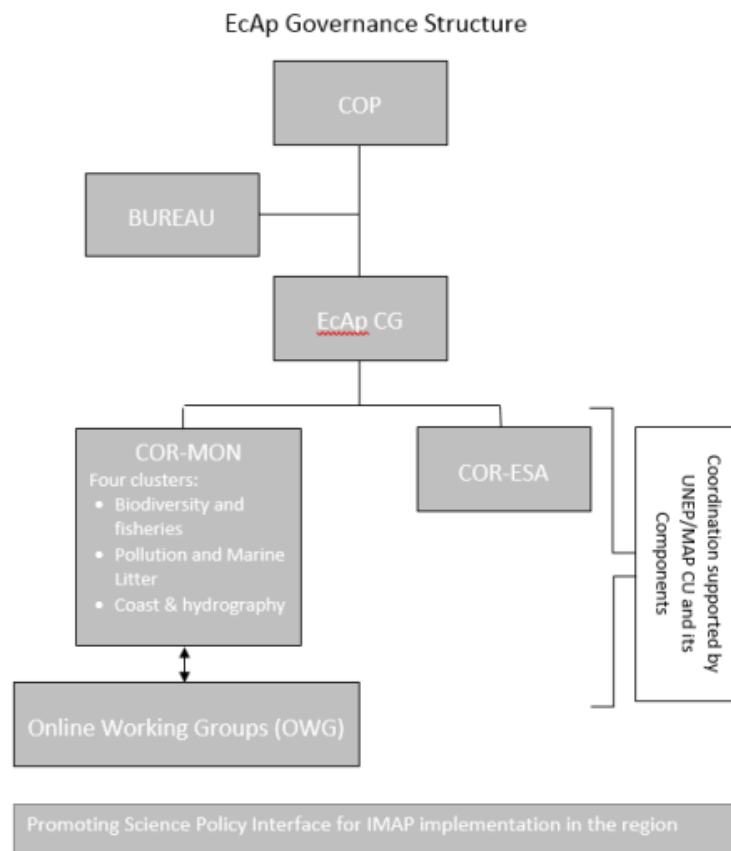 EcAp Governance Structure
COP
BUREAU
EcAp CG
COR-MON
Four clusters:
• Biodiversity and
fisheries
• Pollution and Marine
Litter
• Coast & hydrography
COR-ESA
Coordination supported by
UNEP/MAP CU and its
Components
Online Working Groups (OWG)
Promoting Science Policy Interface for IMAP implementation in the region